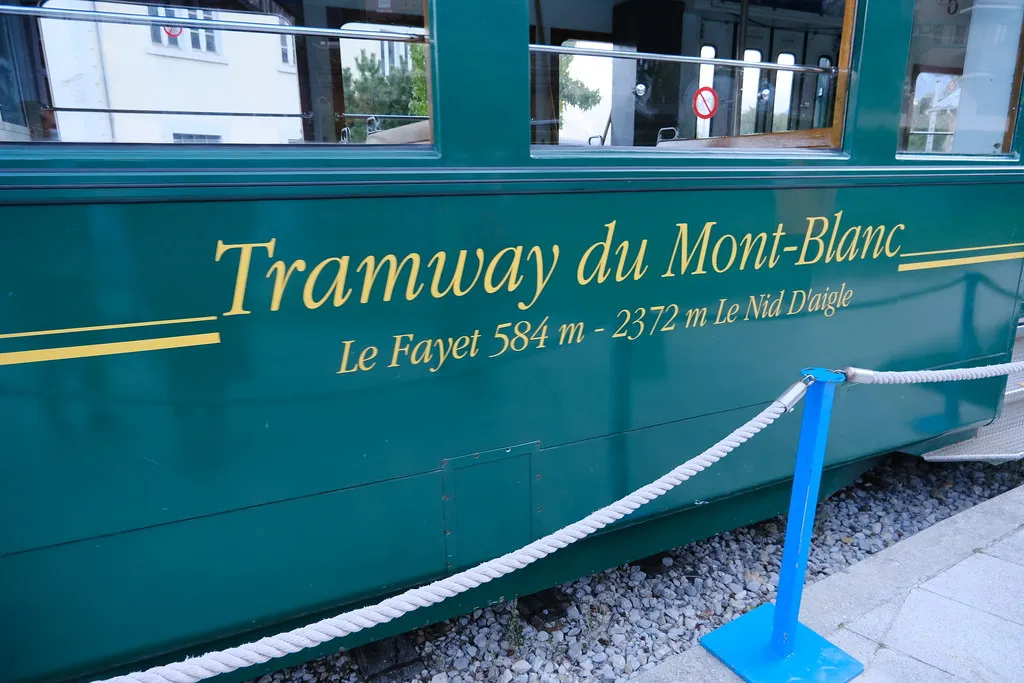 Tramway du Mont-Blanc
Le Fayet 584 m - 2372 m Le Nid D'aigle